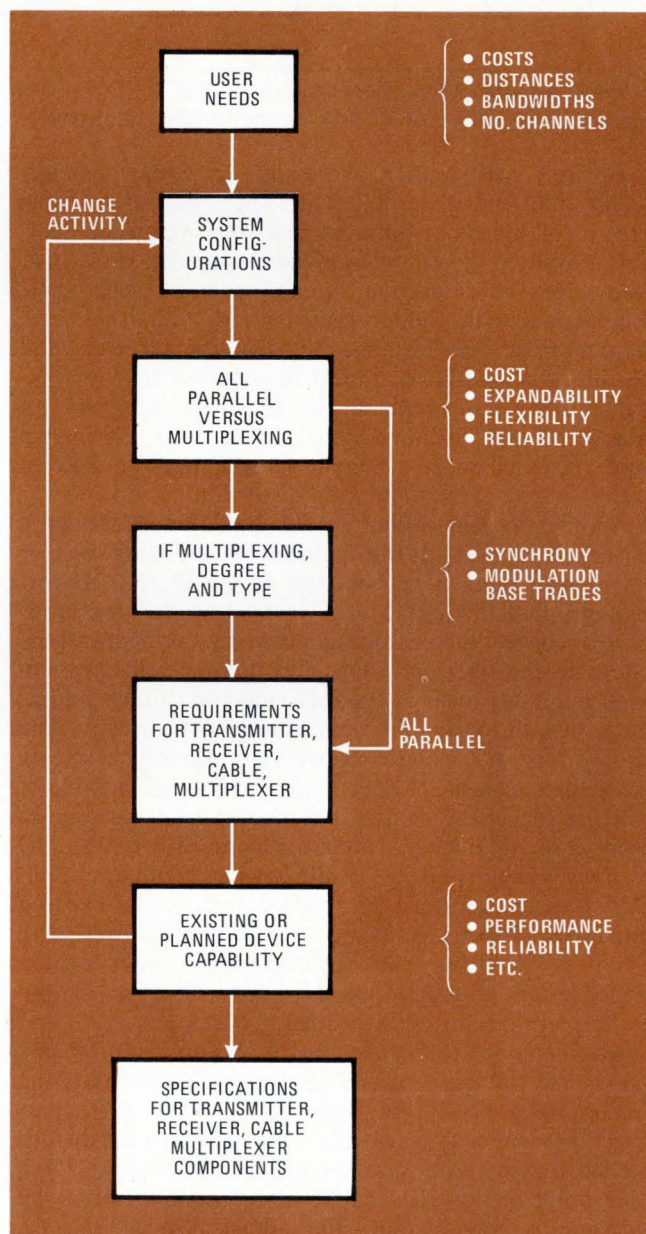 USER
NEEDS
• COSTS
• DISTANCES
• BANDWIDTHS
• NO. CHANNELS
CHANGE
ACTIVITY
SYSTEM
CONFIG-
URATIONS
ALL
PARALLEL
VERSUS
MULTIPLEXING
• COST
• EXPANDABILITY
• FLEXIBILITY
• RELIABILITY
IF MULTIPLEXING,
DEGREE
AND TYPE
• SYNCHRONY
• MODULATION
BASE TRADES
REQUIREMENTS
FOR TRANSMITTER,
RECEIVER,
CABLE,
MULTIPLEXER
ALL
PARALLEL
EXISTING OR
PLANNED DEVICE
CAPABILITY
• COST
• PERFORMANCE
• RELIABILITY
• ETC.
SPECIFICATIONS
FOR TRANSMITTER,
RECEIVER, CABLE
MULTIPLEXER
COMPONENTS